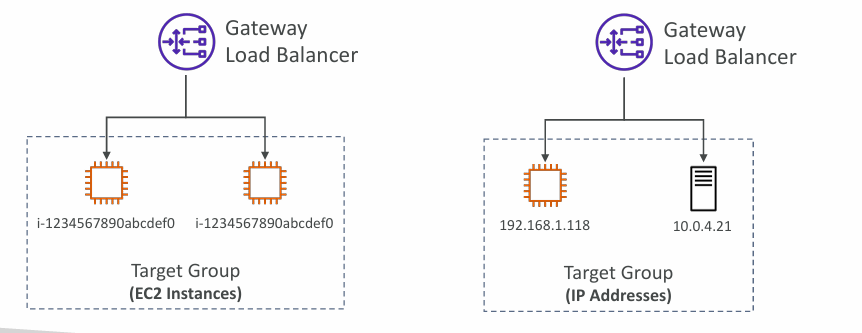 Gateway
Load Balancer
i-1234567890abcdef0
i-1234567890abcdef0
Target Group
(EC2 Instances)
Gateway
Load Balancer
192.168.1.118
10.0.4.21
Target Group
(IP Addresses)